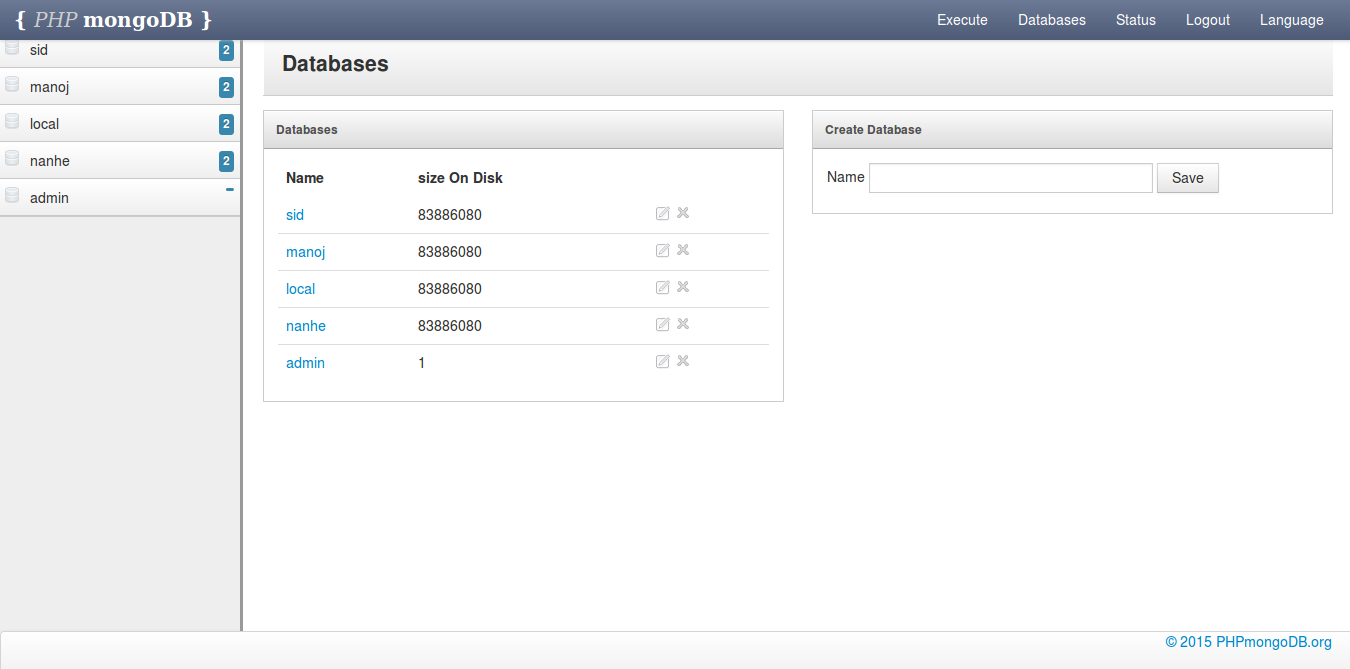 { PHP mongoDB }
Execute Databases Status Logout Language
sid 2
manoj 2
local 2
nanhe 2
admin
Databases
Databases
Name size On Disk
sid 83886080
manoj 83886080
local 83886080
nanhe 83886080
admin 1
Create Database
Name Save
© 2015 PHPmongoDB.org